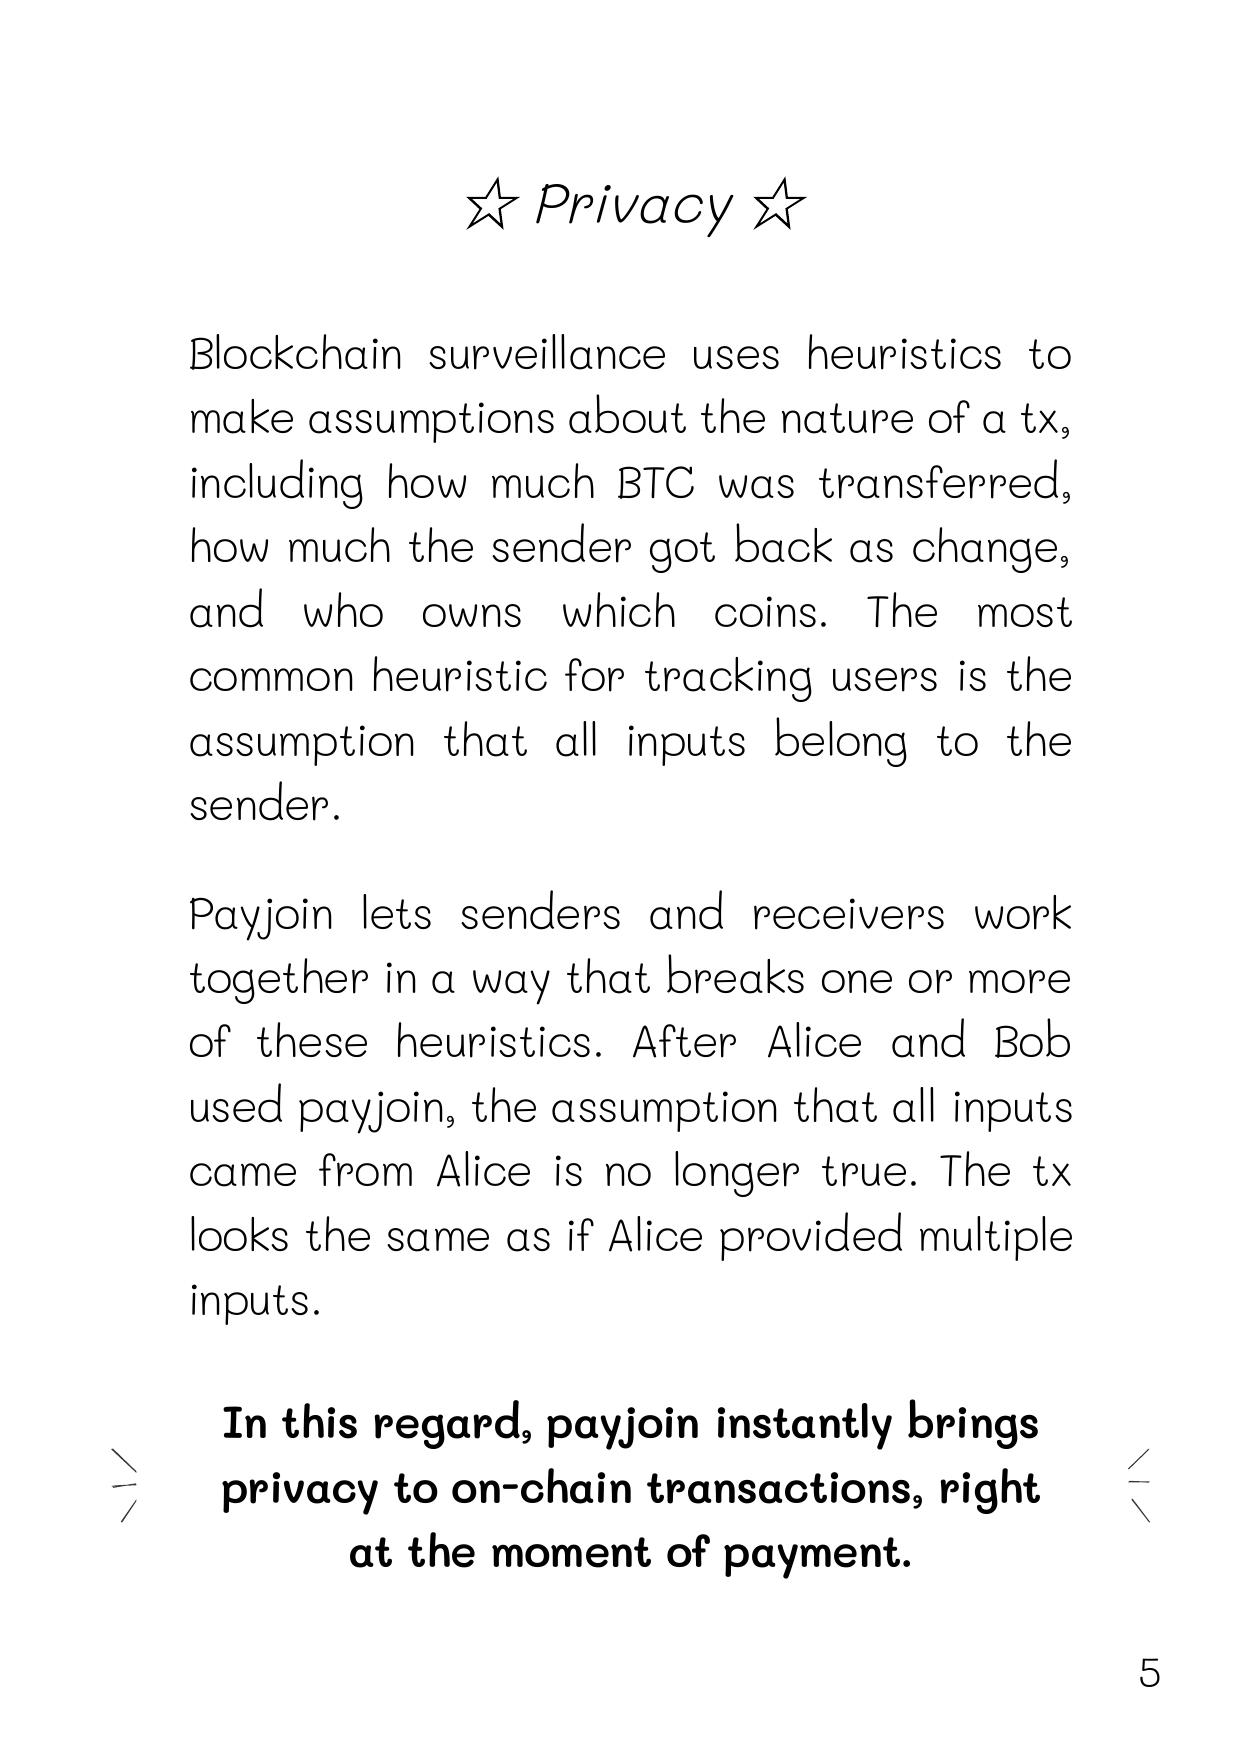 ☆ Privacy ☆
Blockchain surveillance uses heuristics to
make assumptions about the nature of a tx,
including how much BTC was transferred,
how much the sender got back as change,
and who owns which coins. The most
common heuristic for tracking users is the
assumption that all inputs belong to the
sender.
Payjoin lets senders and receivers work
together in a way that breaks one or more
of these heuristics. After Alice and Bob
used payjoin, the assumption that all inputs
came from Alice is no longer true. The tx
looks the same as if Alice provided multiple
inputs.
In this regard, payjoin instantly brings
privacy to on-chain transactions, right
at the moment of payment.
5